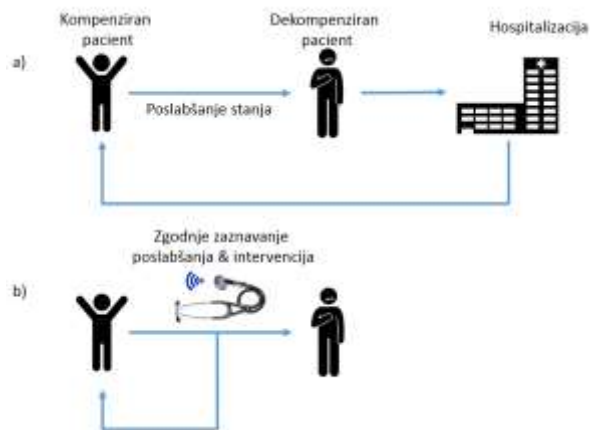 Kompenziran
pacient
Dekompenziran
pacient
Hospitalizacija
a)
Poslabšanje stanja
Zgodnje zaznavanje
poslabšanja & intervencija
b)